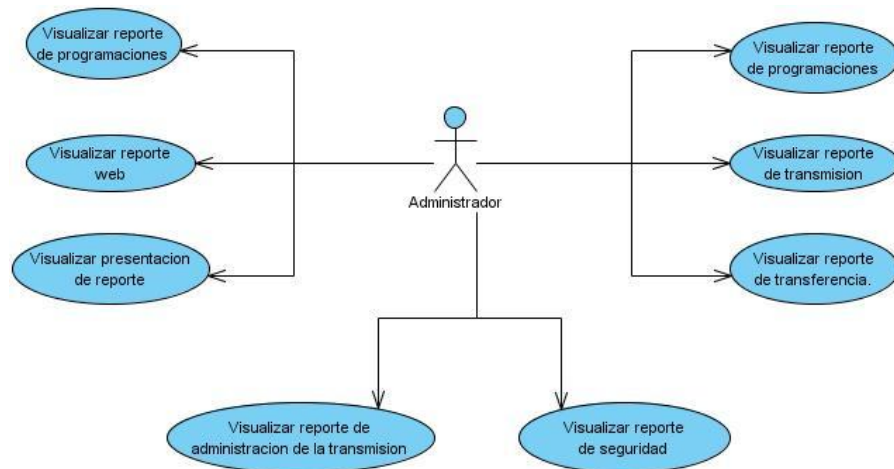 Visualizar reporte
de programaciones
Visualizar reporte
de programaciones
Visualizar reporte
web
Administrador
Visualizar reporte
de transmision
Visualizar presentacion
de reporte
Visualizar reporte
de transferencia.
Visualizar reporte de
administracion de la transmision
Visualizar reporte
de seguridad